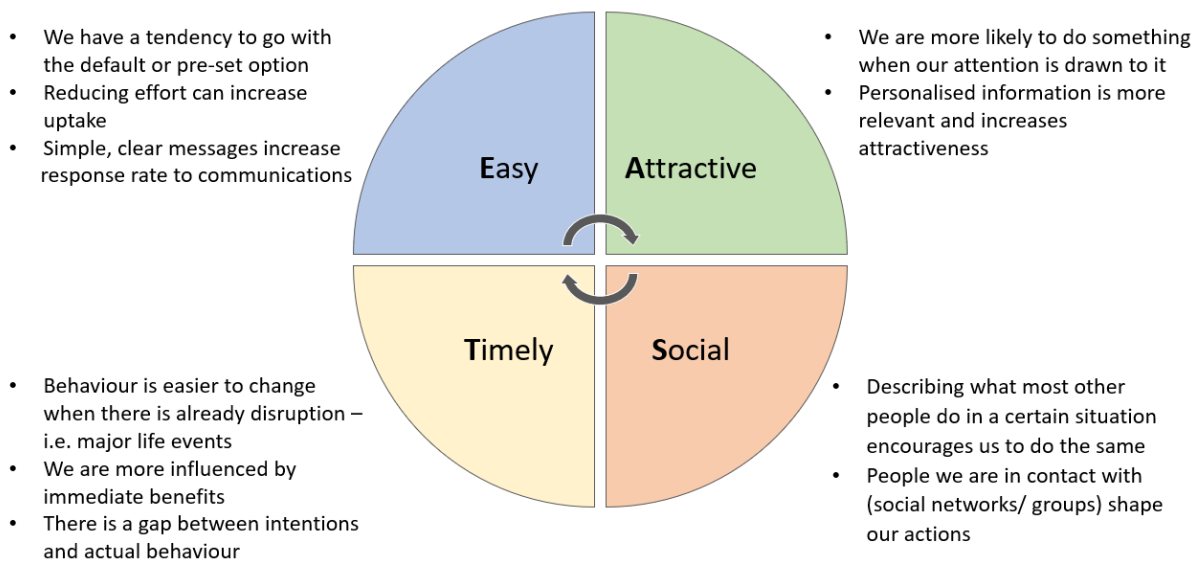 • We have a tendency to go with
the default or pre-set option
• Reducing effort can increase
uptake
• Simple, clear messages increase
response rate to communications
Easy
Attractive
• We are more likely to do something
when our attention is drawn to it
• Personalised information is more
relevant and increases
attractiveness
• Behaviour is easier to change
when there is already disruption –
i.e. major life events
• We are more influenced by
immediate benefits
• There is a gap between intentions
and actual behaviour
Timely
Social
• Describing what most other
people do in a certain situation
encourages us to do the same
• People we are in contact with
(social networks/ groups) shape
our actions